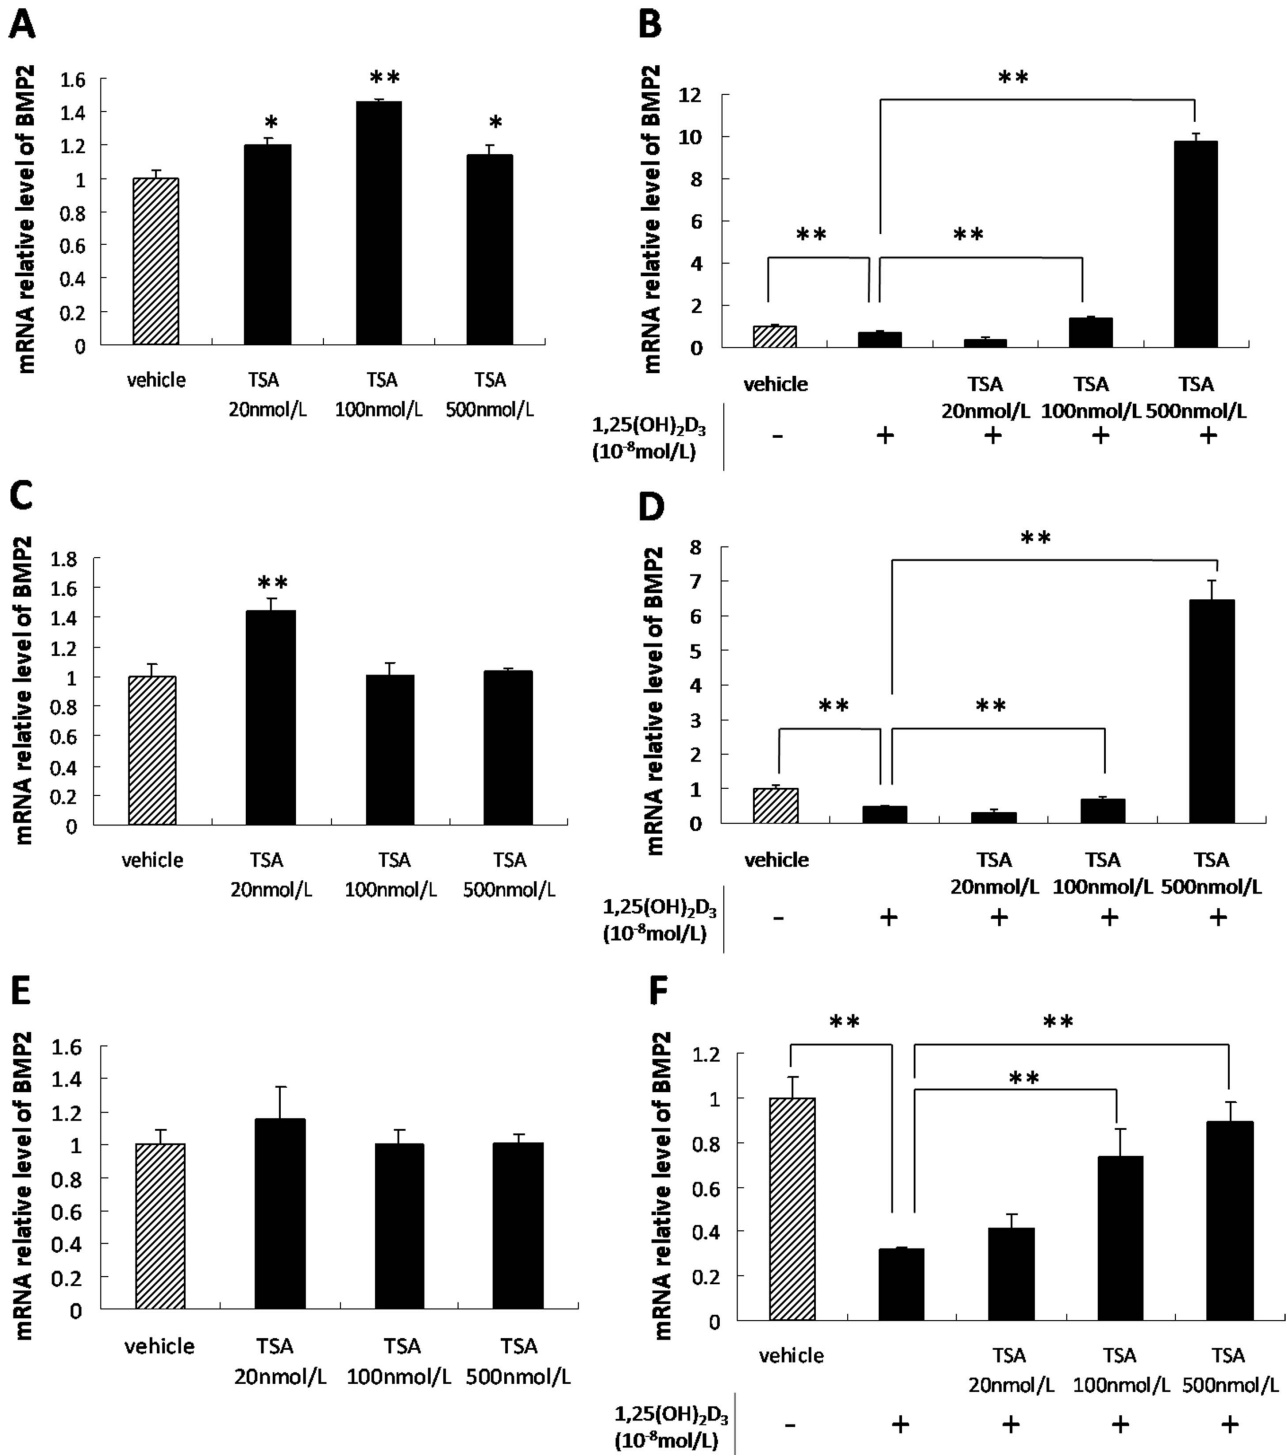 A
mRNA relative level of BMP2
1.6
1.4
1.2
1
0.8
0.6
0.4
0.2
0
*
**
*
vehicle
TSA
20nmol/L
TSA
100nmol/L
TSA
500nmol/L
B
mRNA relative level of BMP2
12
10
8
6
4
2
0
**
**
**
vehicle
TSA
20nmol/L
TSA
100nmol/L
TSA
500nmol/L
1,25(OH)₂D₃
(10⁻⁸mol/L)
- + + + +
C
mRNA relative level of BMP2
1.8
1.6
1.4
1.2
1
0.8
0.6
0.4
0.2
0
**
vehicle
TSA
20nmol/L
TSA
100nmol/L
TSA
500nmol/L
D
mRNA relative level of BMP2
8
7
6
5
4
3
2
1
0
**
**
**
vehicle
TSA
20nmol/L
TSA
100nmol/L
TSA
500nmol/L
1,25(OH)₂D₃
(10⁻⁸mol/L)
- + + + +
E
mRNA relative level of BMP2
1.6
1.4
1.2
1
0.8
0.6
0.4
0.2
0
vehicle
TSA
20nmol/L
TSA
100nmol/L
TSA
500nmol/L
F
mRNA relative level of BMP2
1.2
1
0.8
0.6
0.4
0.2
0
**
**
**
vehicle
TSA
20nmol/L
TSA
100nmol/L
TSA
500nmol/L
1,25(OH)₂D₃
(10⁻⁸mol/L)
- + + + +